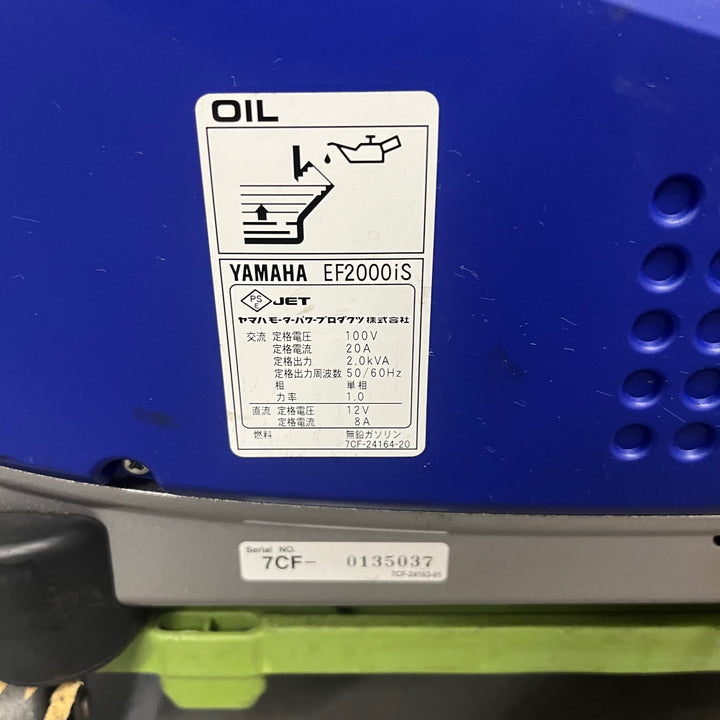 OIL
YAMAHA EF2000iS
PS E JET
ヤマハモーターパワープロダクツ株式会社
交流 定格電圧 100V
定格電流 20A
定格出力 2.0kVA
定格出力周波数 50/60Hz
相 単相
力率 1.0
直流 定格電圧 12V
定格電流 8A
燃料 無鉛ガソリン
7CF-24164-20
Serial NO.
7CF- 0135037
7CF-24163-01